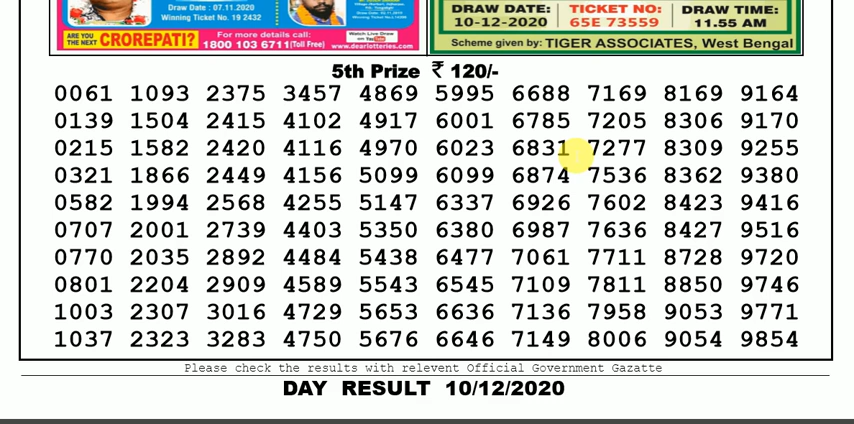 Draw Date : 07.11.2020
Winning Ticket No. 19 2432
ARE YOU THE NEXT CROREPATI?
For more details call:
1800 103 6711(Toll Free)
Watch Live Draw
on YouTube
www.dearlotteries.com
DRAW DATE: TICKET NO: DRAW TIME:
10-12-2020 65E 73559 11.55 AM
Scheme given by: TIGER ASSOCIATES, West Bengal
5th Prize ₹ 120/-
0061 1093 2375 3457 4869 5995 6688 7169 8169 9164
0139 1504 2415 4102 4917 6001 6785 7205 8306 9170
0215 1582 2420 4116 4970 6023 6831 7277 8309 9255
0321 1866 2449 4156 5099 6099 6874 7536 8362 9380
0582 1994 2568 4255 5147 6337 6926 7602 8423 9416
0707 2001 2739 4403 5350 6380 6987 7636 8427 9516
0770 2035 2892 4484 5438 6477 7061 7711 8728 9720
0801 2204 2909 4589 5543 6545 7109 7811 8850 9746
1003 2307 3016 4729 5653 6636 7136 7958 9053 9771
1037 2323 3283 4750 5676 6646 7149 8006 9054 9854
Please check the results with relevent Official Government Gazatte
DAY RESULT 10/12/2020